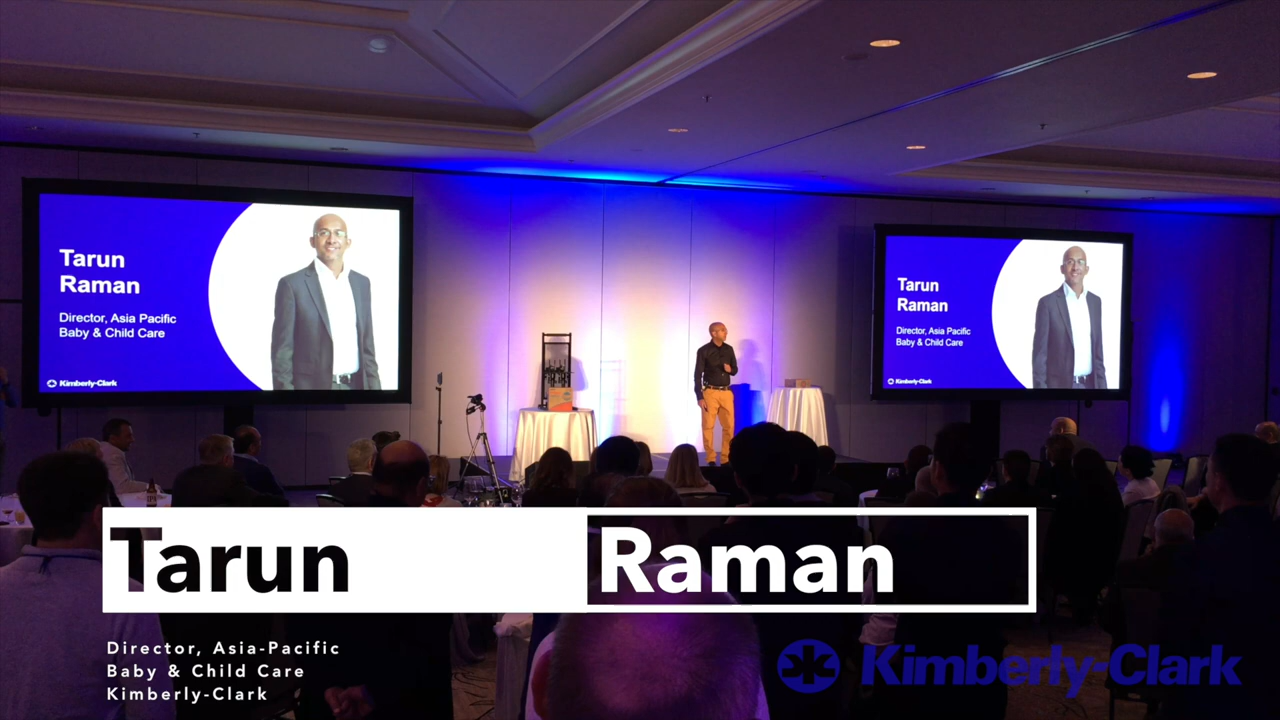 Tarun
Raman
Director, Asia Pacific
Baby & Child Care
Kimberly-Clark
Tarun
Raman
Director, Asia Pacific
Baby & Child Care
Kimberly-Clark
Tarun Raman
Director, Asia-Pacific
Baby & Child Care
Kimberly-Clark
Kimberly-Clark